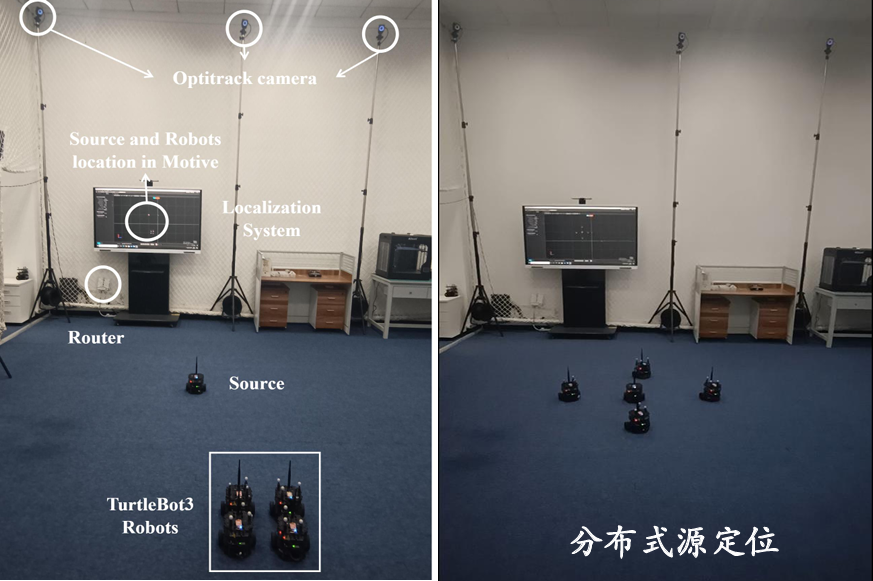 Optitrack camera
Source and Robots
location in Motive
Localization
System
Router
Source
TurtleBot3
Robots
分布式源定位